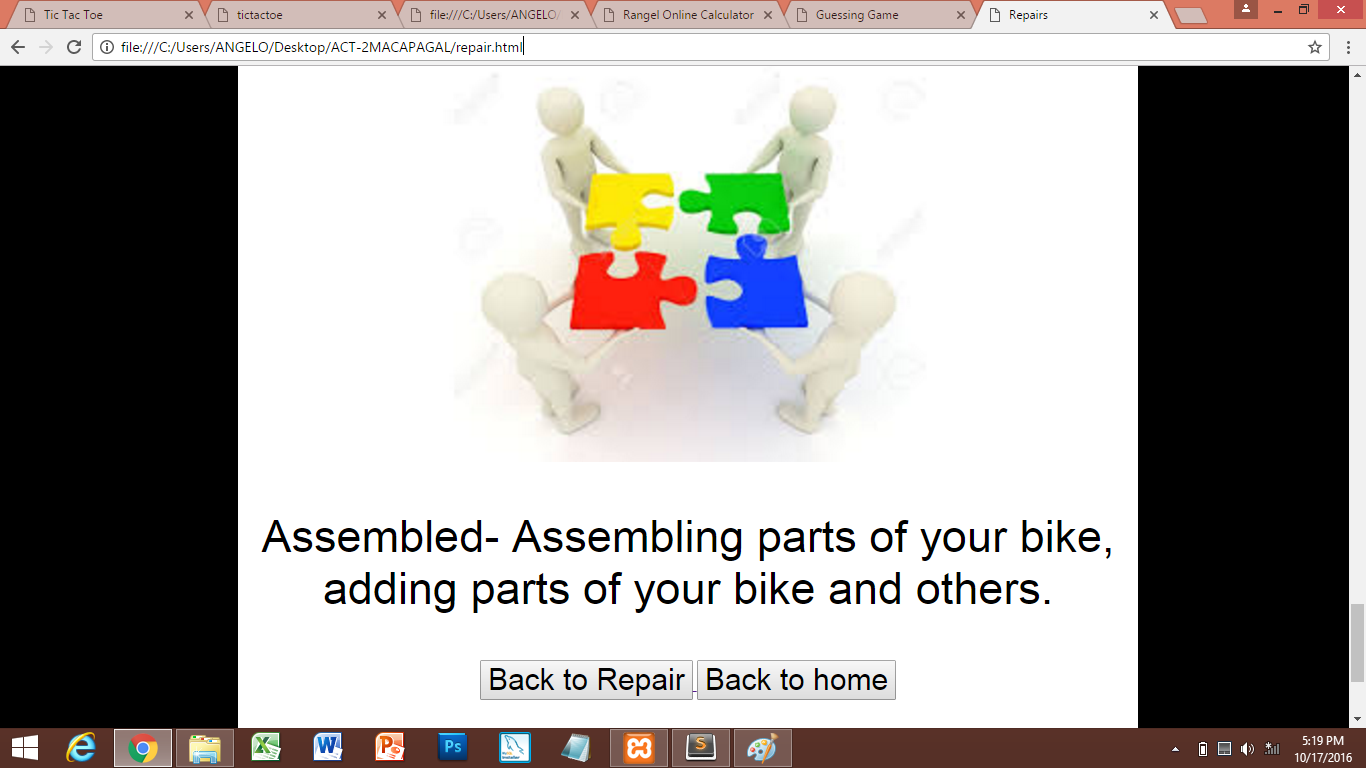 Tic Tac Toe
tictactoe
file:///C:/Users/ANGELO/
Rangel Online Calculator
Guessing Game
Repairs
file:///C:/Users/ANGELO/Desktop/ACT-2MACAPAGAL/repair.html
Assembled- Assembling parts of your bike,
adding parts of your bike and others.
Back to Repair Back to home
5:19 PM
10/17/2016